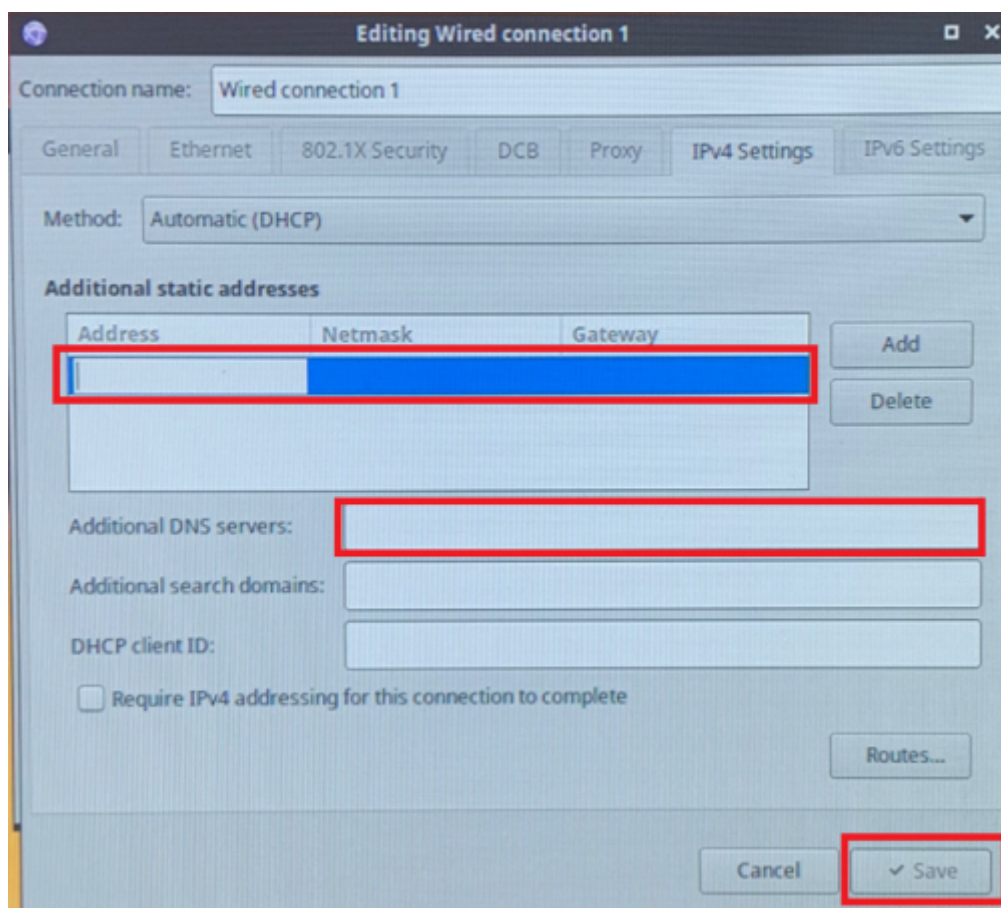 Editing Wired connection 1
Connection name: Wired connection 1
General Ethernet 802.1X Security DCB Proxy IPv4 Settings IPv6 Settings
Method: Automatic (DHCP)
Additional static addresses
Address Netmask Gateway
Add
Delete
Additional DNS servers:
Additional search domains:
DHCP client ID:
Require IPv4 addressing for this connection to complete
Routes...
Cancel Save